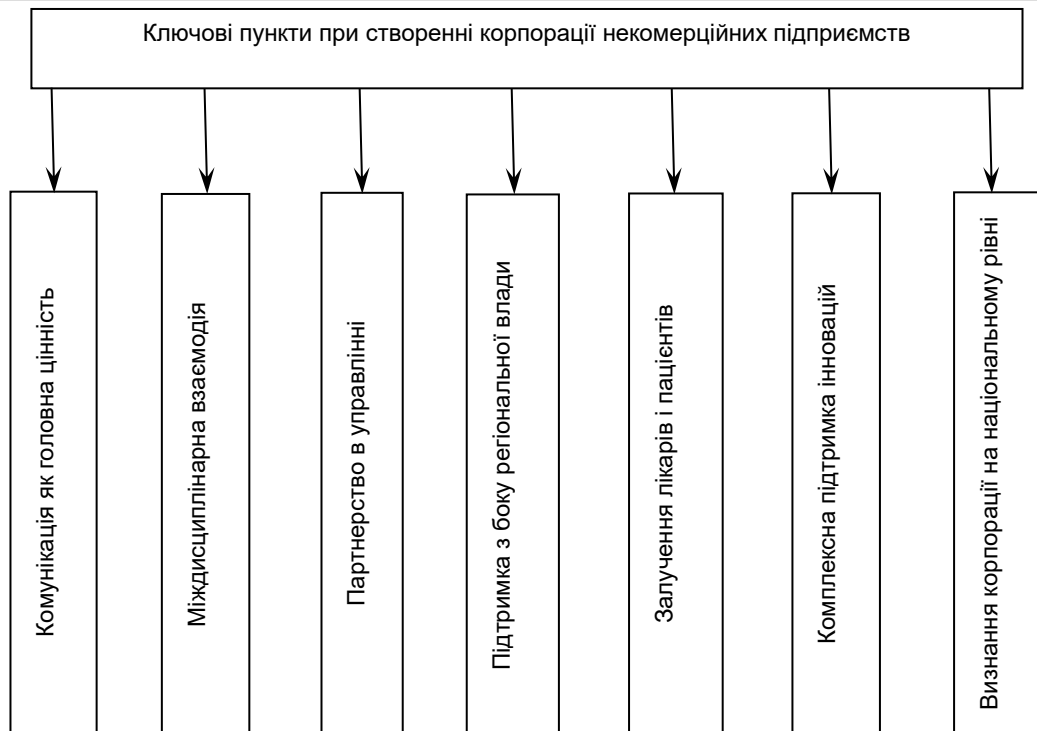 Ключові пункти при створенні корпорації некомерційних підприємств
Комунікація як головна цінність
Міждисциплінарна взаємодія
Партнерство в управлінні
Підтримка з боку регіональної влади
Залучення лікарів і пацієнтів
Комплексна підтримка інновацій
Визнання корпорації на національному рівні